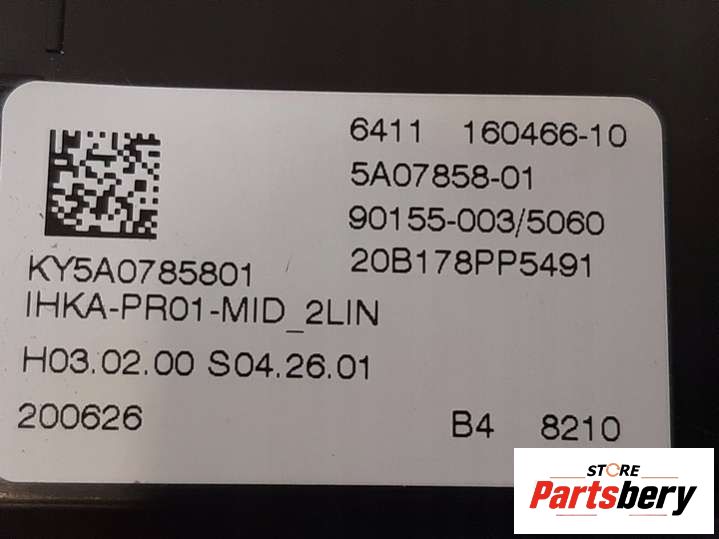 6411 160466-10
5A07858-01
90155-003/5060
20B178PP5491
KY5A0785801
IHKA-PR01-MID_2LIN
H03.02.00 S04.26.01
200626 B4 8210
STORE
Partsbery